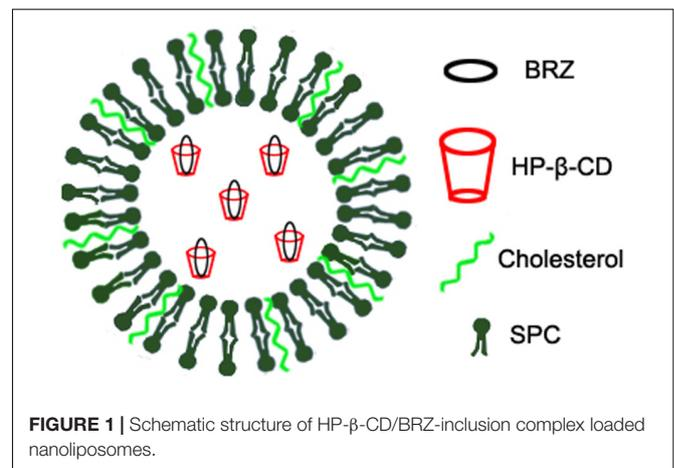 BRZ
HP-β-CD
Cholesterol
SPC
FIGURE 1 | Schematic structure of HP-β-CD/BRZ-inclusion complex loaded
nanoliposomes.